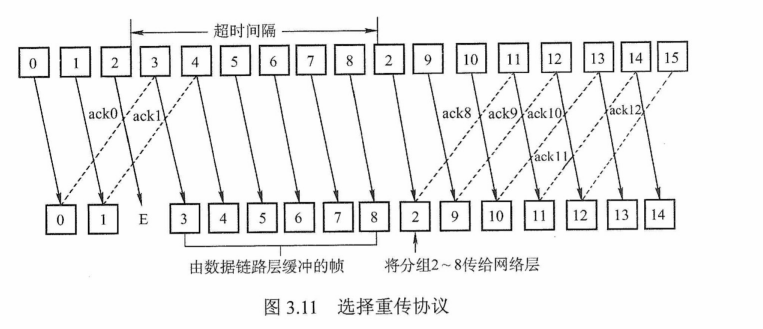 超时间隔
0 1 2 3 4 5 6 7 8 2 9 10 11 12 13 14 15
ack0 ack1 ack8 ack9 ack10 ack12
ack11
0 1 E 3 4 5 6 7 8 2 9 10 11 12 13 14
由数据链路层缓冲的帧 将分组2~8传给网络层
图 3.11 选择重传协议